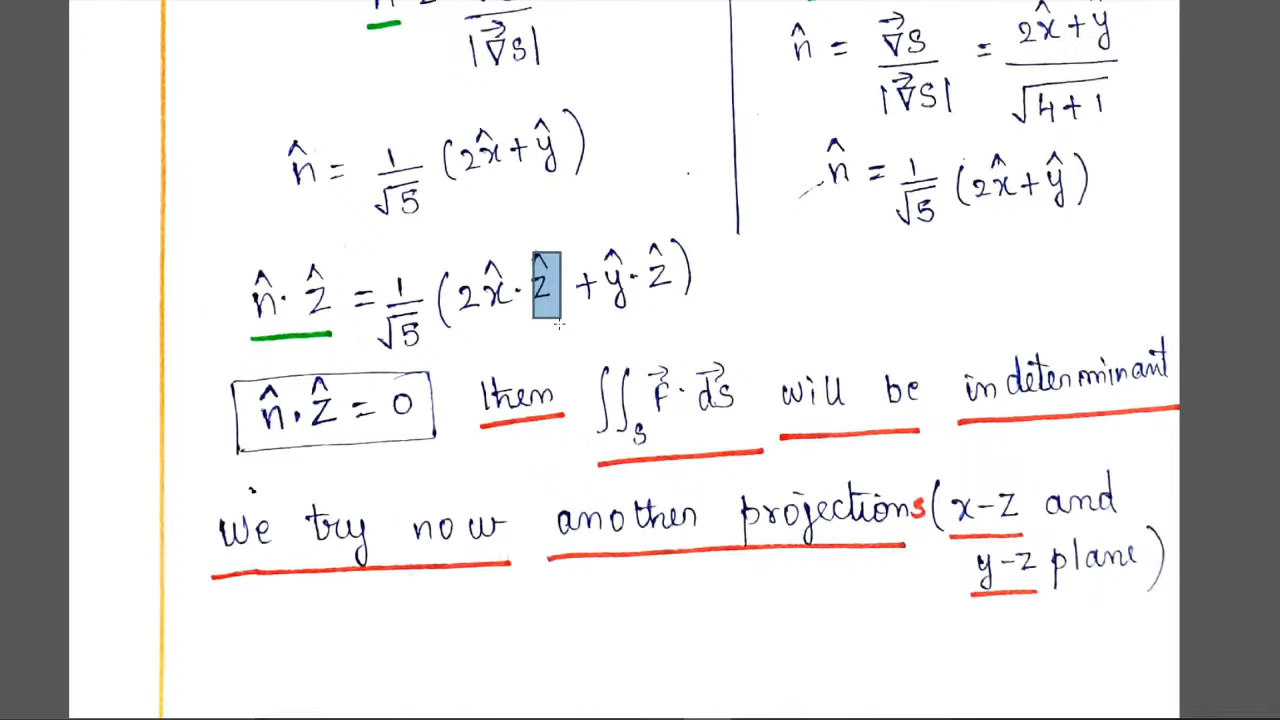 |∇⃗S|
n̂ = ∇⃗S / |∇⃗S| = 2x̂ + ŷ / √4+1
n̂ = 1/√5 (2x̂ + ŷ)
n̂ = 1/√5 (2x̂ + ŷ)
n̂ · ẑ = 1/√5 (2x̂ · ẑ + ŷ · ẑ)
n̂ · ẑ = 0 then ∬_S F⃗ · d⃗s will be indeterminant
we try now another projections (x-z and
y-z plane)